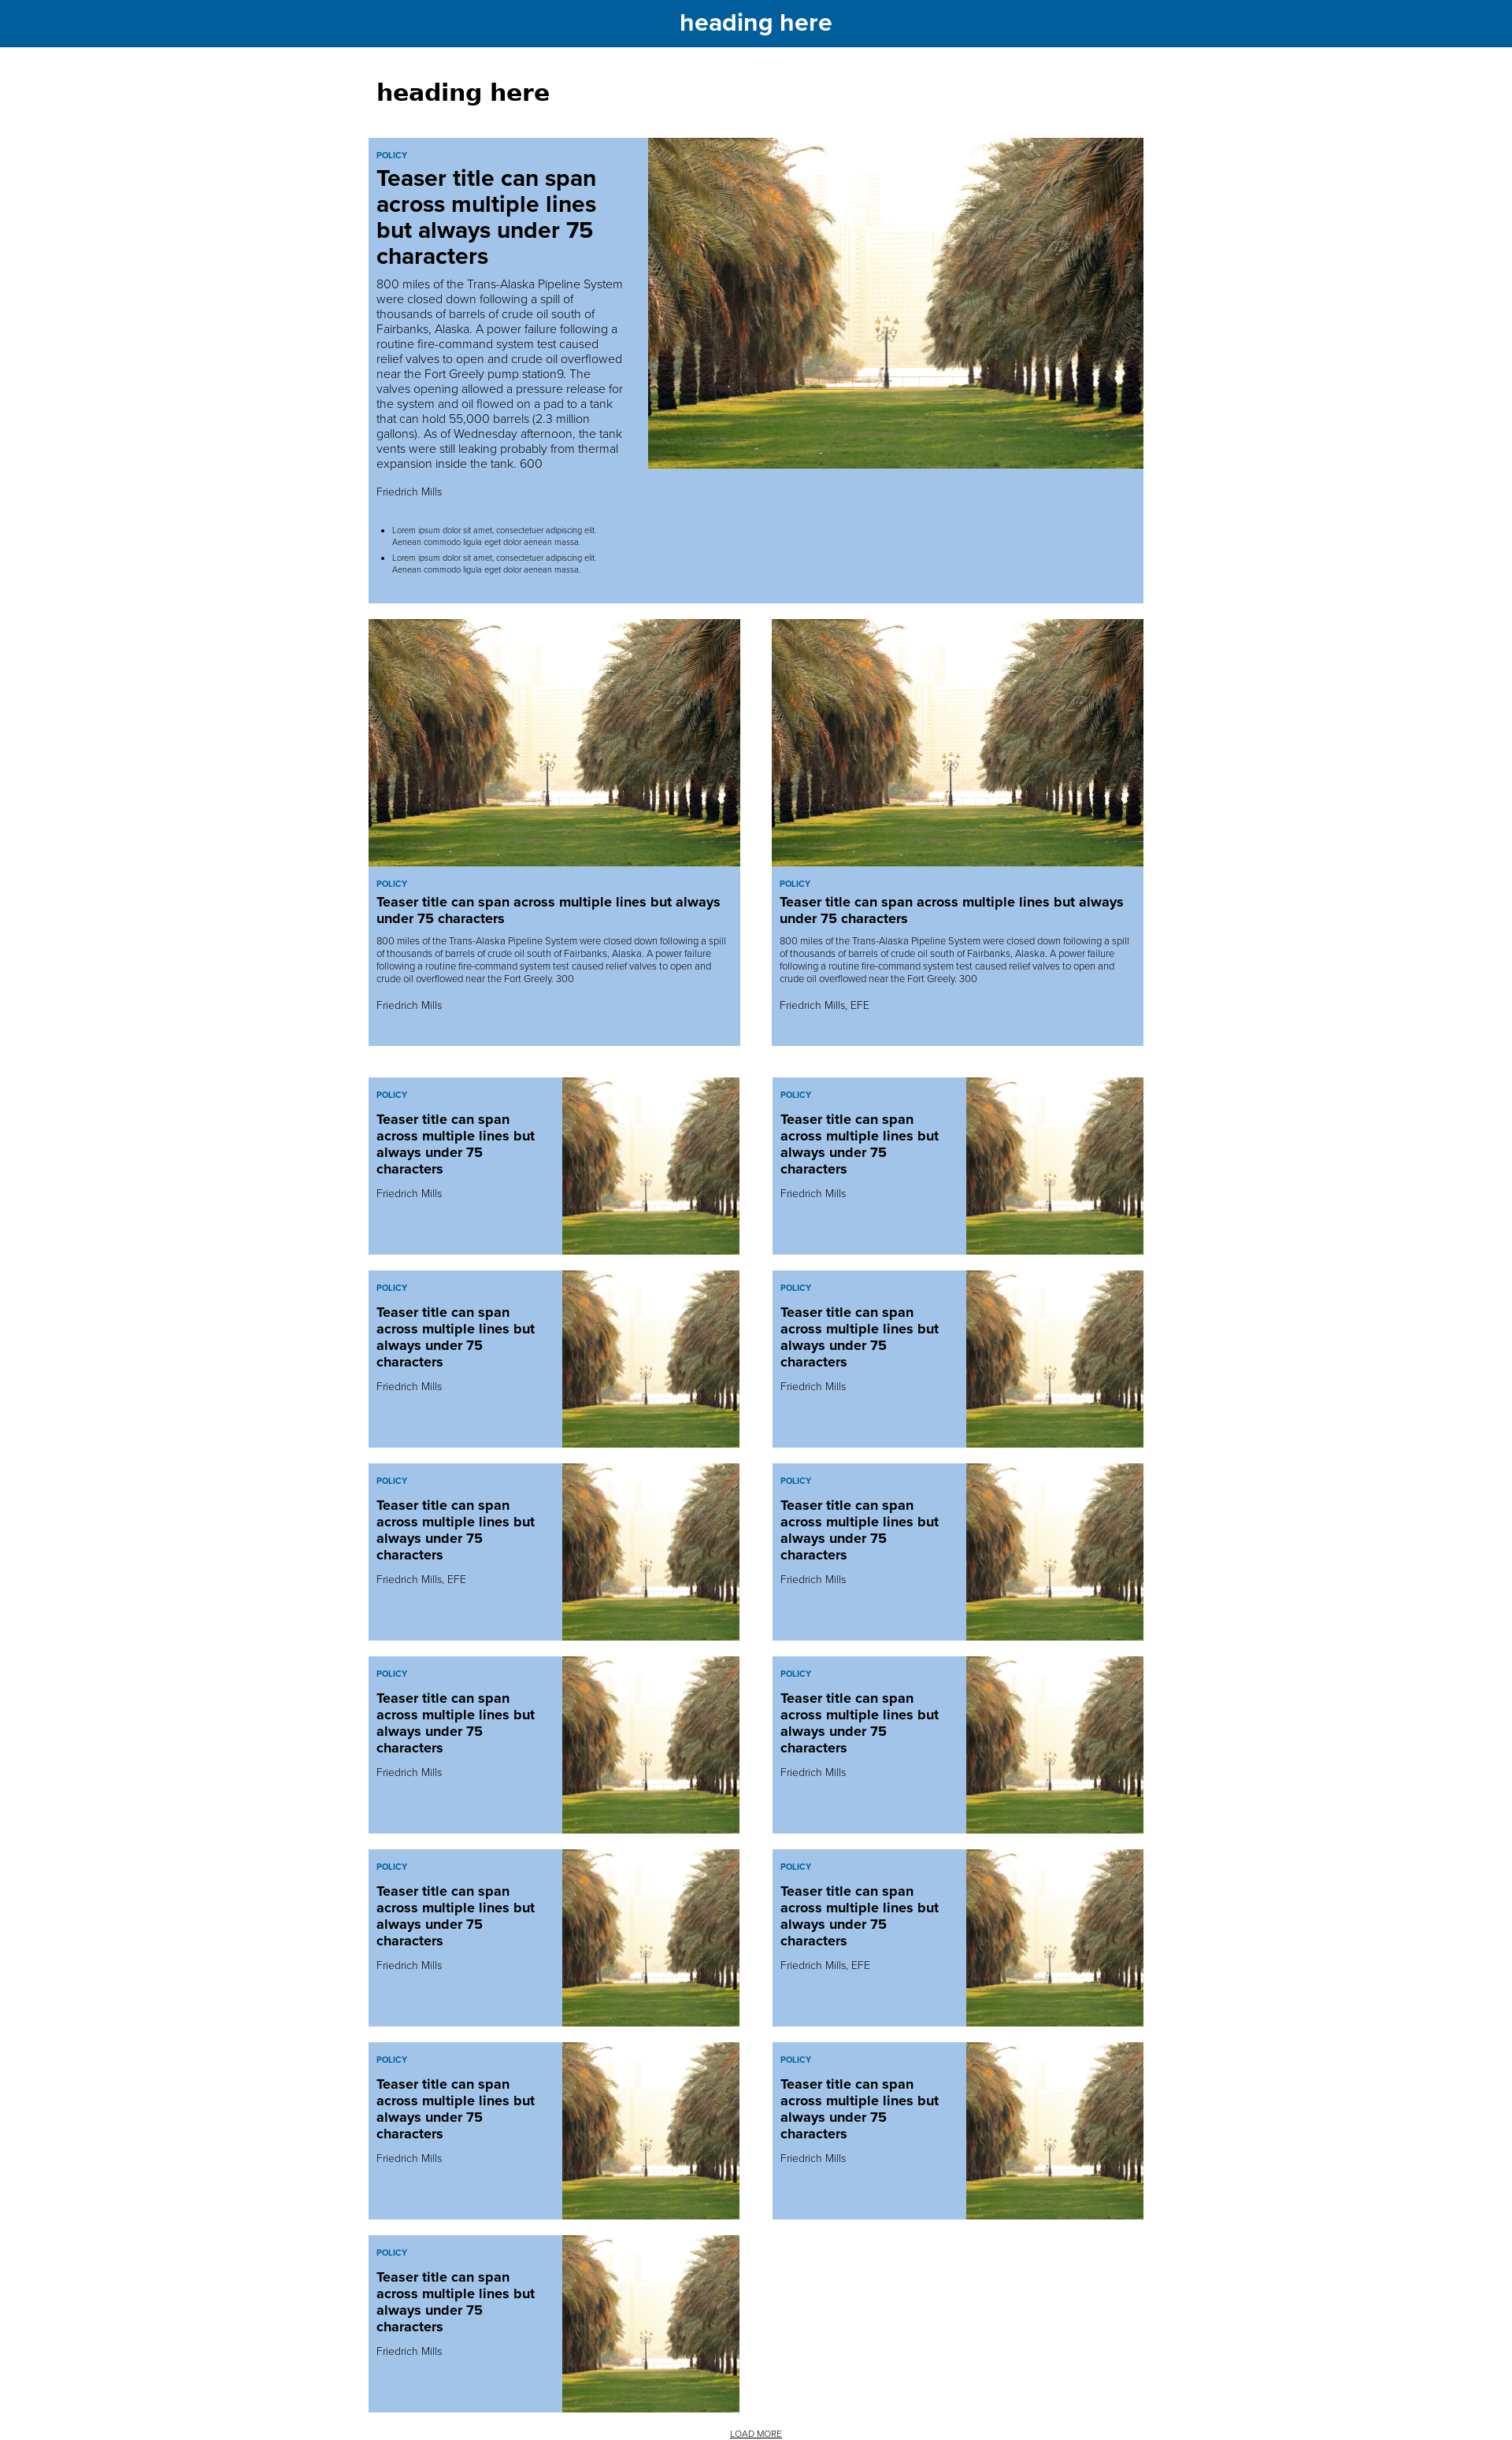 heading here
heading here
POLICY
Teaser title can span
across multiple lines
but always under 75
characters
800 miles of the Trans-Alaska Pipeline System
were closed down following a spill of
thousands of barrels of crude oil south of
Fairbanks, Alaska. A power failure following a
routine fire-command system test caused
relief valves to open and crude oil overflowed
near the Fort Greely pump station9. The
valves opening allowed a pressure release for
the system and oil flowed on a pad to a tank
that can hold 55,000 barrels (2.3 million
gallons). As of Wednesday afternoon, the tank
vents were still leaking probably from thermal
expansion inside the tank. 600
Friedrich Mills
Lorem ipsum dolor sit amet, consectetuer adipiscing elit.
Aenean commodo ligula eget dolor aenean massa.
Lorem ipsum dolor sit amet, consectetuer adipiscing elit.
Aenean commodo ligula eget dolor aenean massa.
POLICY
Teaser title can span across multiple lines but always
under 75 characters
800 miles of the Trans-Alaska Pipeline System were closed down following a spill
of thousands of barrels of crude oil south of Fairbanks, Alaska. A power failure
following a routine fire-command system test caused relief valves to open and
crude oil overflowed near the Fort Greely. 300
Friedrich Mills
POLICY
Teaser title can span across multiple lines but always
under 75 characters
800 miles of the Trans-Alaska Pipeline System were closed down following a spill
of thousands of barrels of crude oil south of Fairbanks, Alaska. A power failure
following a routine fire-command system test caused relief valves to open and
crude oil overflowed near the Fort Greely. 300
Friedrich Mills, EFE
POLICY
Teaser title can span
across multiple lines but
always under 75
characters
Friedrich Mills
POLICY
Teaser title can span
across multiple lines but
always under 75
characters
Friedrich Mills
POLICY
Teaser title can span
across multiple lines but
always under 75
characters
Friedrich Mills
POLICY
Teaser title can span
across multiple lines but
always under 75
characters
Friedrich Mills
POLICY
Teaser title can span
across multiple lines but
always under 75
characters
Friedrich Mills, EFE
POLICY
Teaser title can span
across multiple lines but
always under 75
characters
Friedrich Mills
POLICY
Teaser title can span
across multiple lines but
always under 75
characters
Friedrich Mills
POLICY
Teaser title can span
across multiple lines but
always under 75
characters
Friedrich Mills
POLICY
Teaser title can span
across multiple lines but
always under 75
characters
Friedrich Mills
POLICY
Teaser title can span
across multiple lines but
always under 75
characters
Friedrich Mills, EFE
POLICY
Teaser title can span
across multiple lines but
always under 75
characters
Friedrich Mills
POLICY
Teaser title can span
across multiple lines but
always under 75
characters
Friedrich Mills
POLICY
Teaser title can span
across multiple lines but
always under 75
characters
Friedrich Mills
LOAD MORE